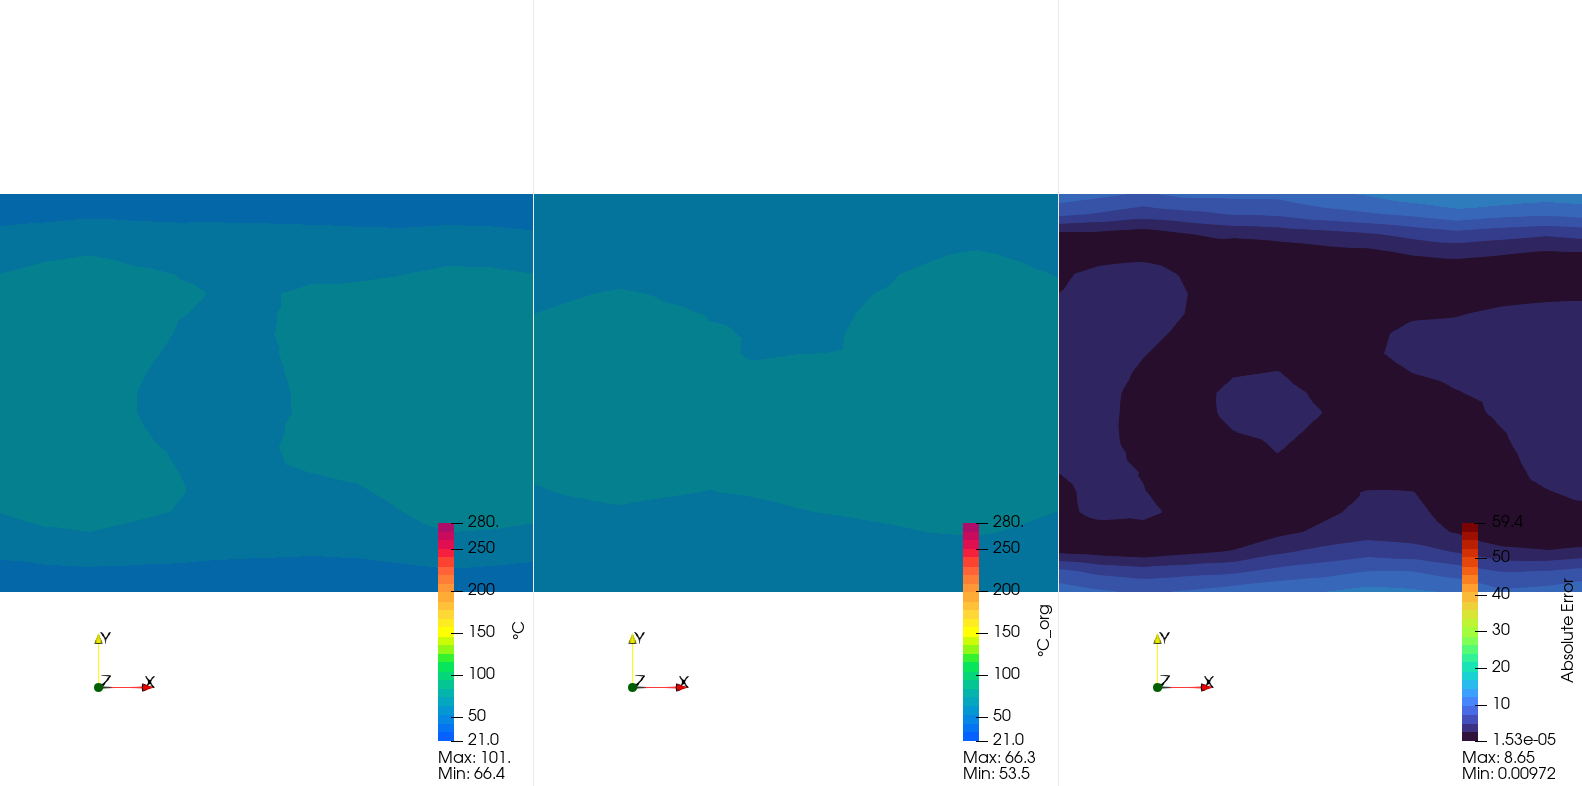 280.
250
200
150
100
50
21.0
°C
Max: 101.
Min: 66.4
Y
Z
X
280.
250
200
150
100
50
21.0
°C_org
Max: 66.3
Min: 53.5
Y
Z
X
59.4
50
40
30
20
10
1.53e-05
Absolute Error
Max: 8.65
Min: 0.00972
Y
Z
X